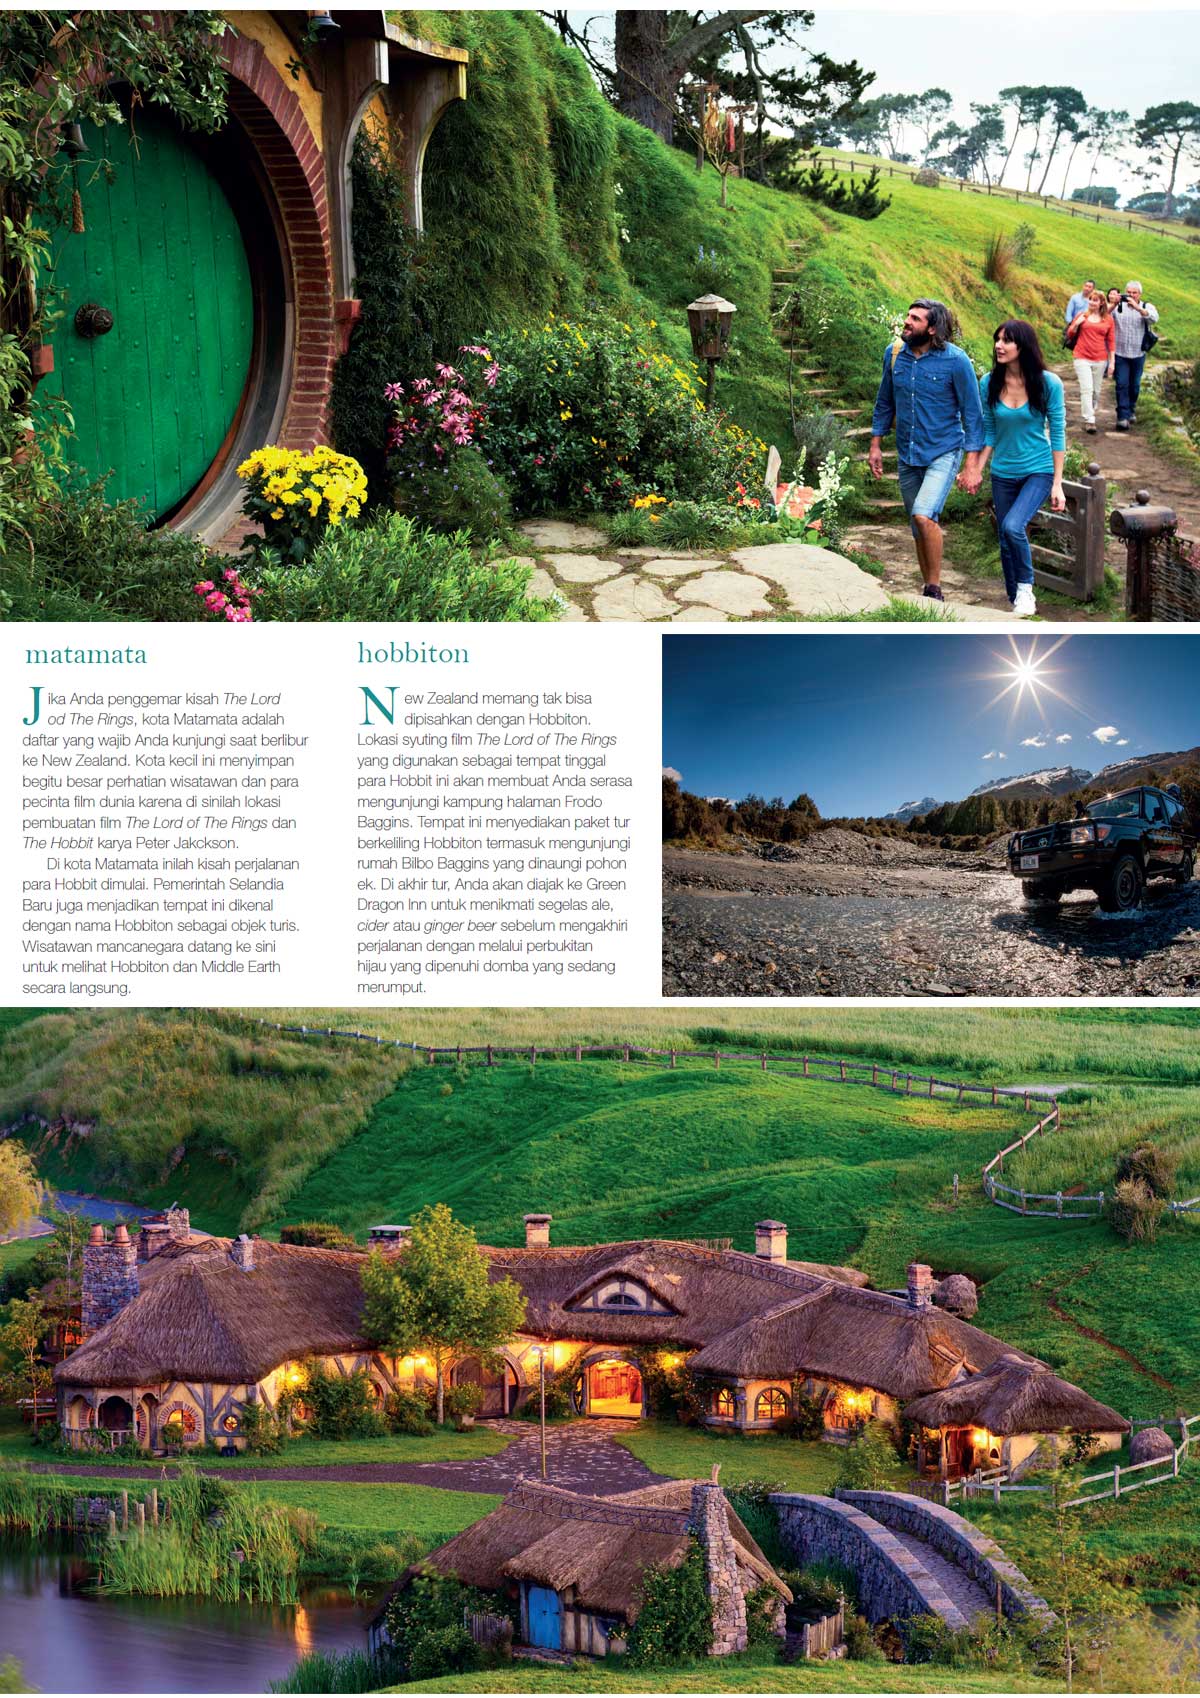 matamata
Jika Anda penggemar kisah The Lord
od The Rings, kota Matamata adalah
daftar yang wajib Anda kunjungi saat berlibur
ke New Zealand. Kota kecil ini menyimpan
begitu besar perhatian wisatawan dan para
pecinta film dunia karena di sinilah lokasi
pembuatan film The Lord of The Rings dan
The Hobbit karya Peter Jakckson.
Di kota Matamata inilah kisah perjalanan
para Hobbit dimulai. Pemerintah Selandia
Baru juga menjadikan tempat ini dikenal
dengan nama Hobbiton sebagai objek turis.
Wisatawan mancanegara datang ke sini
untuk melihat Hobbiton dan Middle Earth
secara langsung.
hobbiton
New Zealand memang tak bisa
dipisahkan dengan Hobbiton.
Lokasi syuting film The Lord of The Rings
yang digunakan sebagai tempat tinggal
para Hobbit ini akan membuat Anda serasa
mengunjungi kampung halaman Frodo
Baggins. Tempat ini menyediakan paket tur
berkeliling Hobbiton termasuk mengunjungi
rumah Bilbo Baggins yang dinaungi pohon
ek. Di akhir tur, Anda akan diajak ke Green
Dragon Inn untuk menikmati segelas ale,
cider atau ginger beer sebelum mengakhiri
perjalanan dengan melalui perbukitan
hijau yang dipenuhi domba yang sedang
merumput.